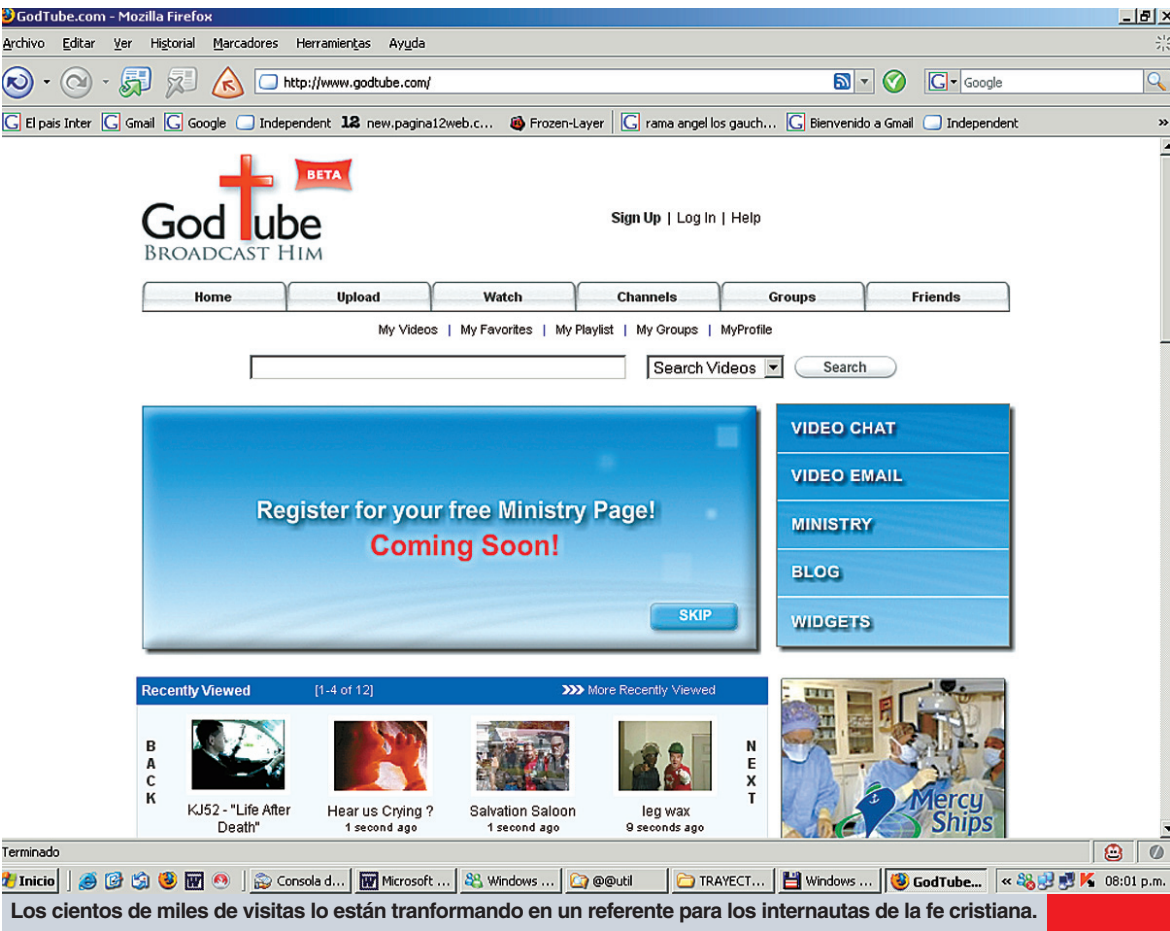 GodTube.com - Mozilla Firefox
Archivo Editar Ver Historial Marcadores Herramientas Ayuda
http://www.godtube.com/ G Google
El pais Inter Gmail Google Independent 12 new.pagina12web.c... Frozen-Layer rama angel los gauch... Bienvenido a Gmail Independent »
BETA
God Tube
BROADCAST HIM
Sign Up | Log In | Help
Home Upload Watch Channels Groups Friends
My Videos | My Favorites | My Playlist | My Groups | MyProfile
Search Videos Search
Register for your free Ministry Page!
Coming Soon!
SKIP
VIDEO CHAT
VIDEO EMAIL
MINISTRY
BLOG
WIDGETS
Recently Viewed [1-4 of 12] >>> More Recently Viewed
BACK
KJ52 - "Life After
Death"
Hear us Crying ?
1 second ago
Salvation Saloon
1 second ago
leg wax
9 seconds ago
NEXT
Mercy
Ships
Terminado
Inicio Consola d... Microsoft ... Windows ... @@util TRAYECT... Windows ... GodTube... « 08:01 p.m.
Los cientos de miles de visitas lo están tranformando en un referente para los internautas de la fe cristiana.